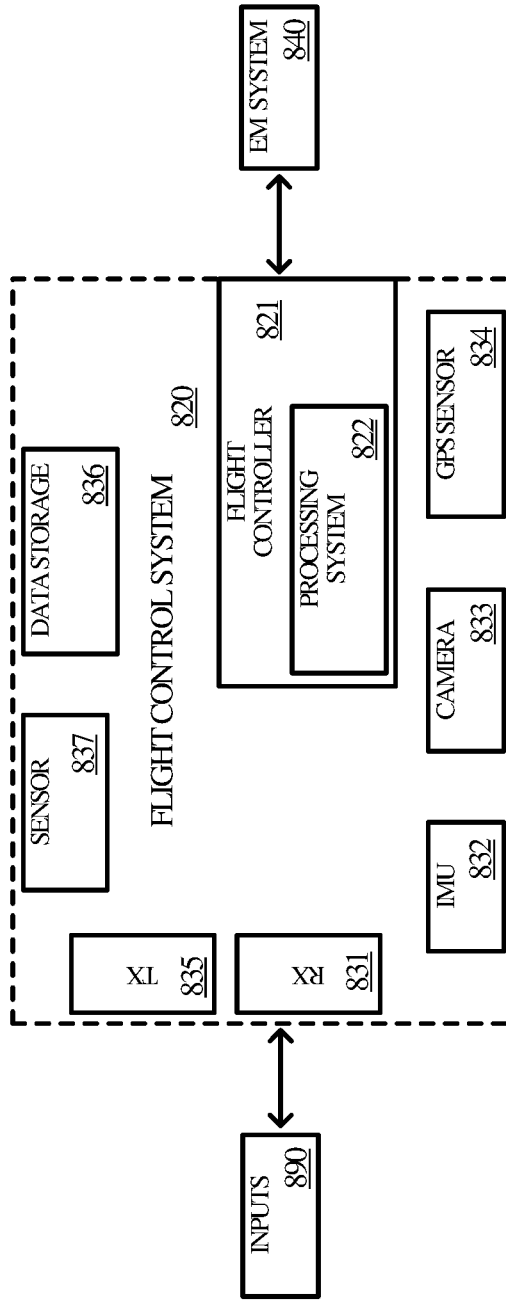 INPUTS
890
TX
835
RX
831
SENSOR
837
DATA STORAGE
836
FLIGHT CONTROL SYSTEM
820
FLIGHT
CONTROLLER
821
PROCESSING
SYSTEM
822
IMU
832
CAMERA
833
GPS SENSOR
834
EM SYSTEM
840